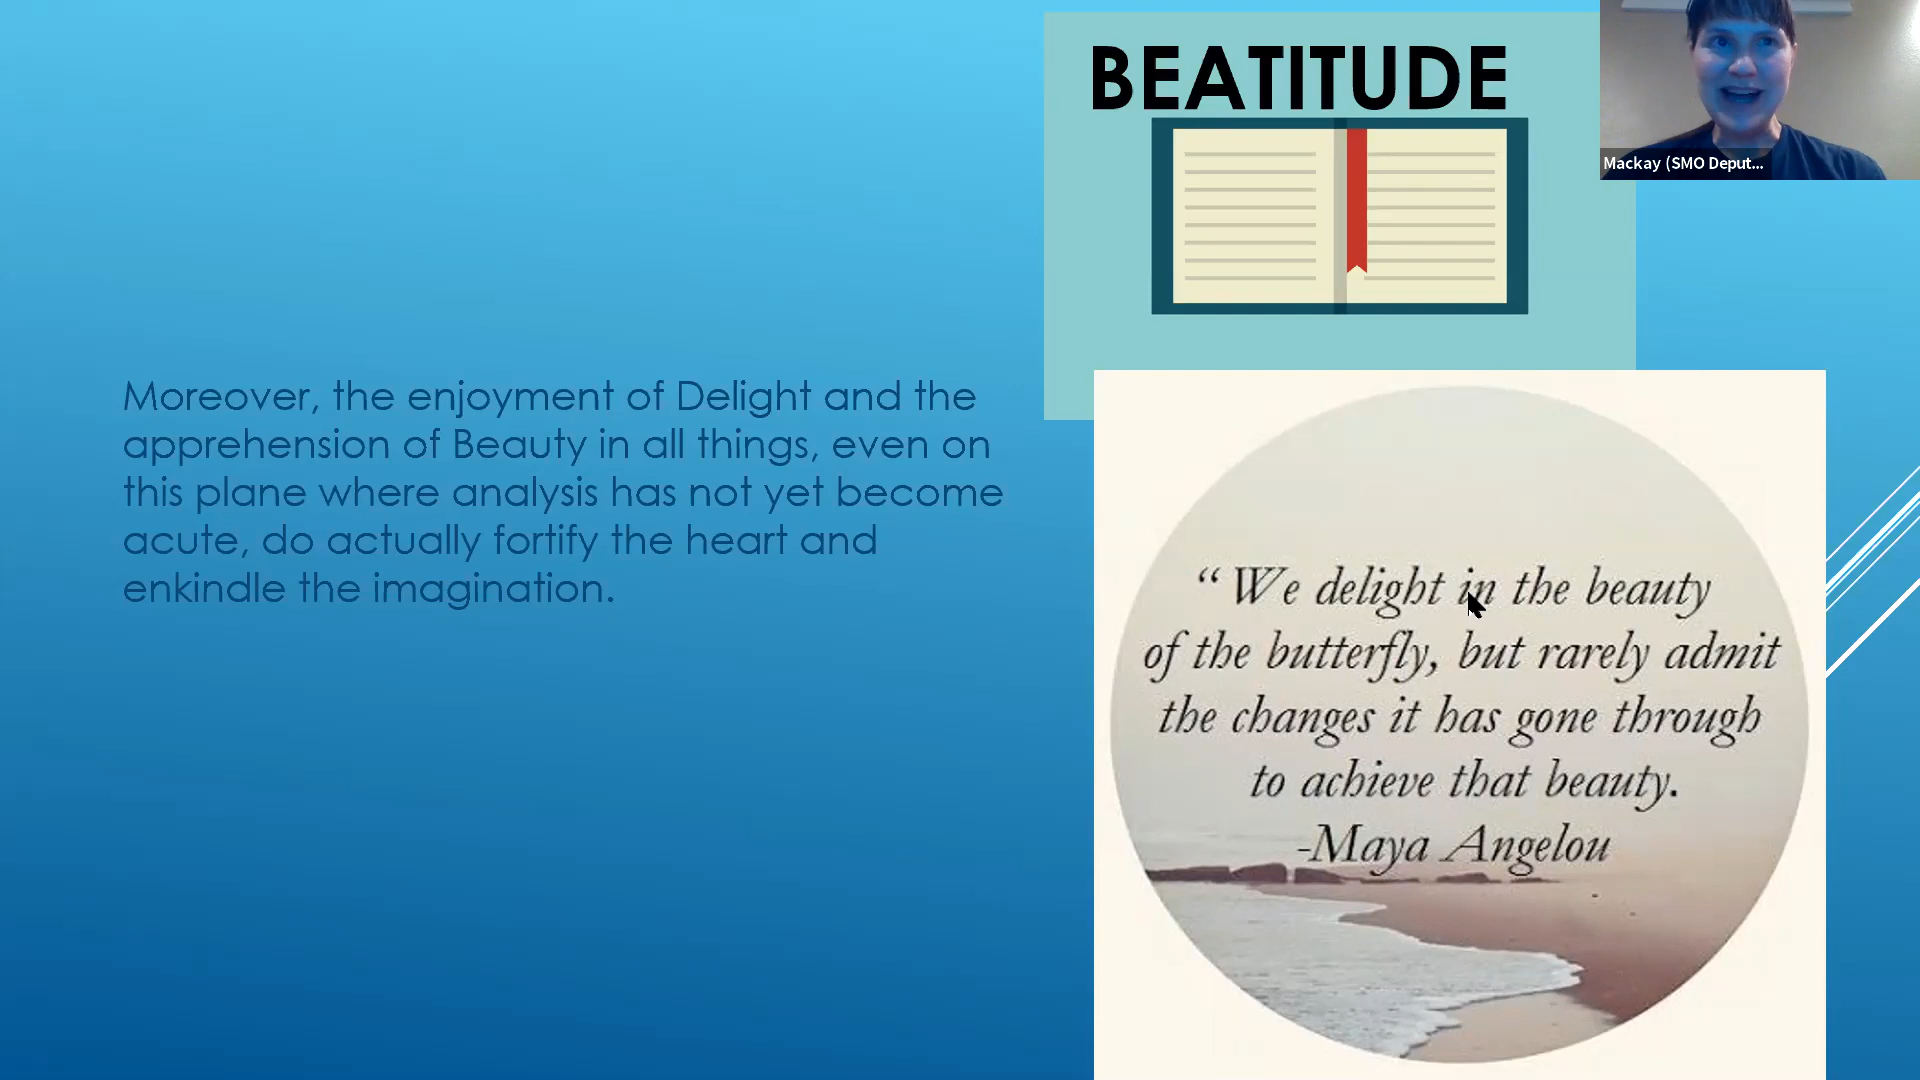 BEATITUDE
Mackay (SMO Deput...
Moreover, the enjoyment of Delight and the
apprehension of Beauty in all things, even on
this plane where analysis has not yet become
acute, do actually fortify the heart and
enkindle the imagination.
“ We delight in the beauty
of the butterfly, but rarely admit
the changes it has gone through
to achieve that beauty.
-Maya Angelou